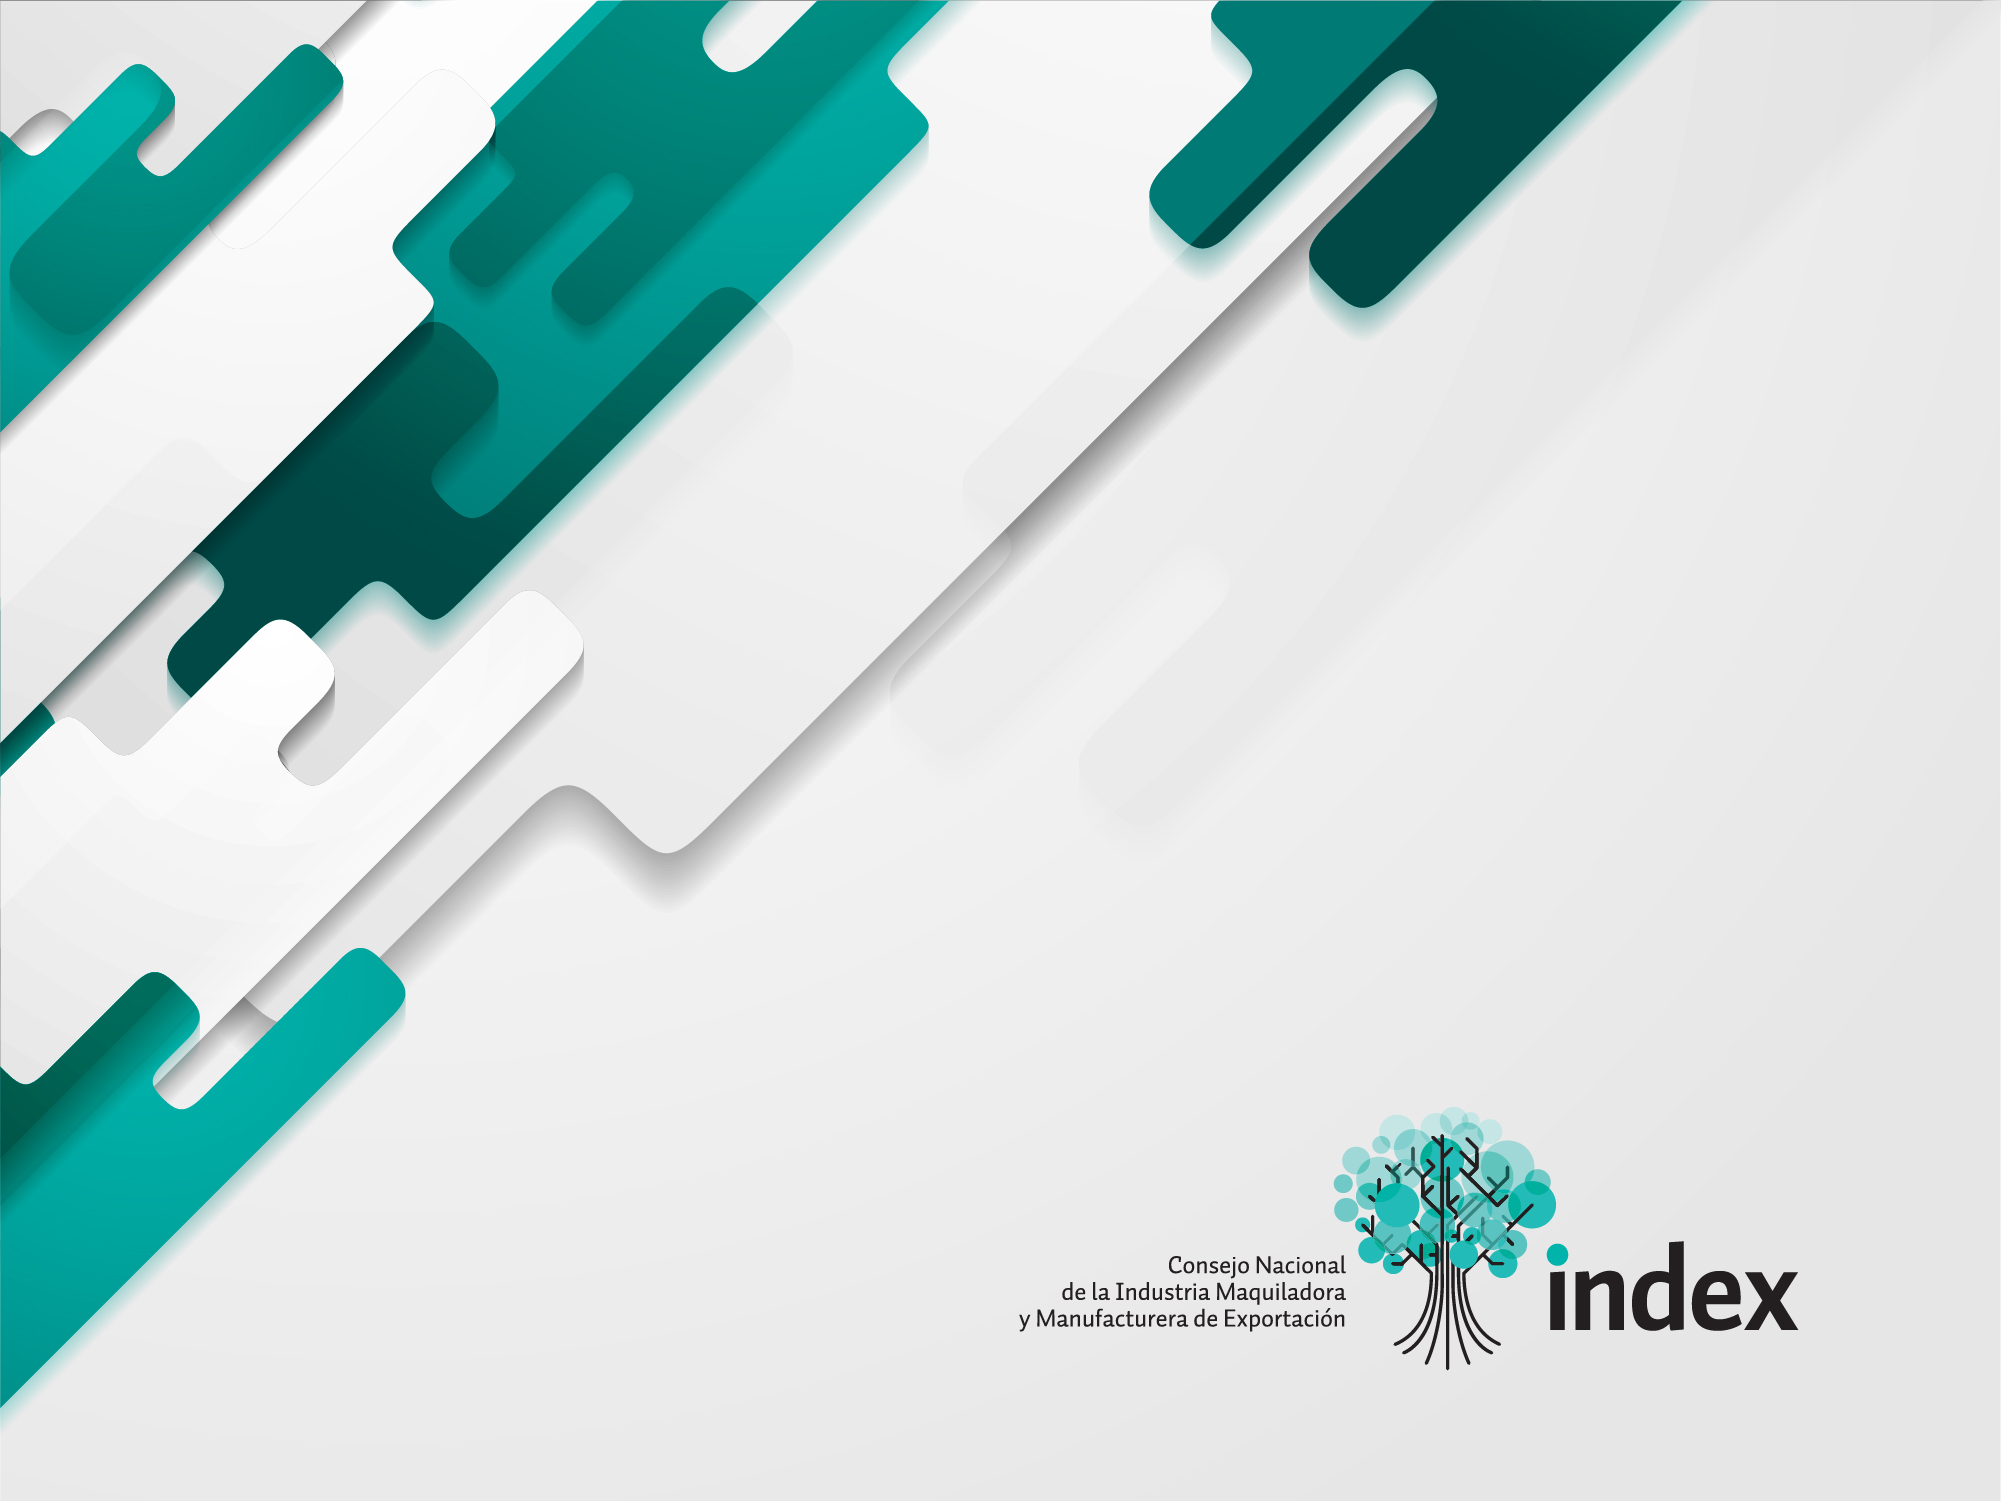 Consejo Nacional
de la Industria Maquiladora
y Manufacturera de Exportación
index